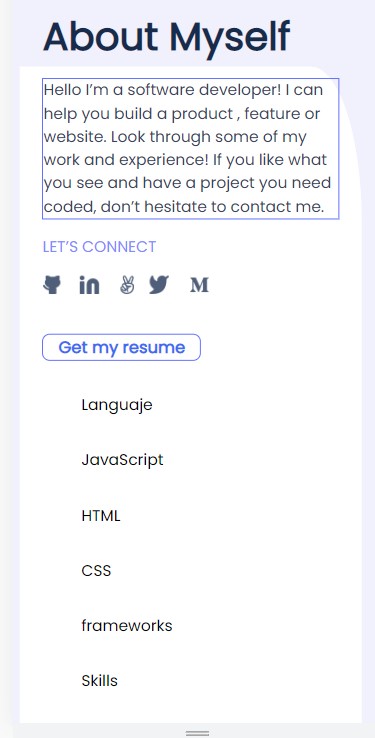 About Myself
Hello I’m a software developer! I can
help you build a product , feature or
website. Look through some of my
work and experience! If you like what
you see and have a project you need
coded, don’t hesitate to contact me.
LET’S CONNECT
Get my resume
Languaje
JavaScript
HTML
CSS
frameworks
Skills